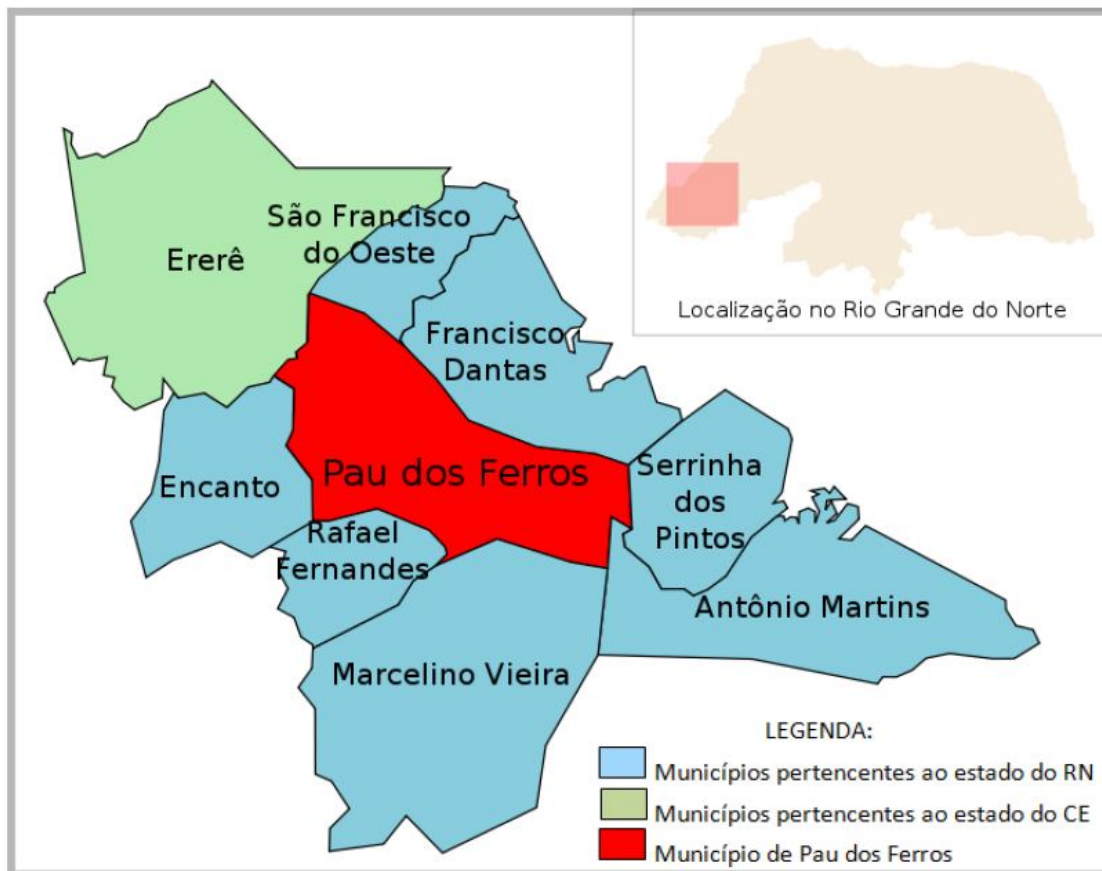 Localização no Rio Grande do Norte
São Francisco
do Oeste
Ererê
Francisco
Dantas
Pau dos Ferros
Serrinha
dos
Pintos
Encanto
Rafael
Fernandes
Antônio Martins
Marcelino Vieira
LEGENDA:
Municípios pertencentes ao estado do RN
Municípios pertencentes ao estado do CE
Município de Pau dos Ferros